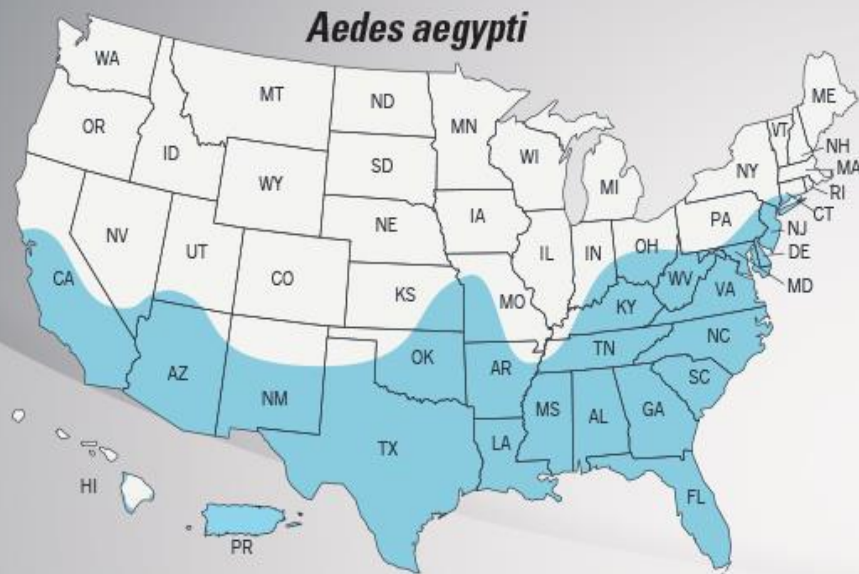 Aedes aegypti
WA
MT
ND
MN
ME
VT
NH
MA
RI
CT
OR
ID
WY
SD
WI
MI
NY
PA
NJ
DE
MD
NV
UT
CO
NE
IA
IL
IN
OH
WV
VA
CA
AZ
NM
KS
MO
KY
OK
AR
TN
NC
SC
TX
LA
MS
AL
GA
FL
HI
PR